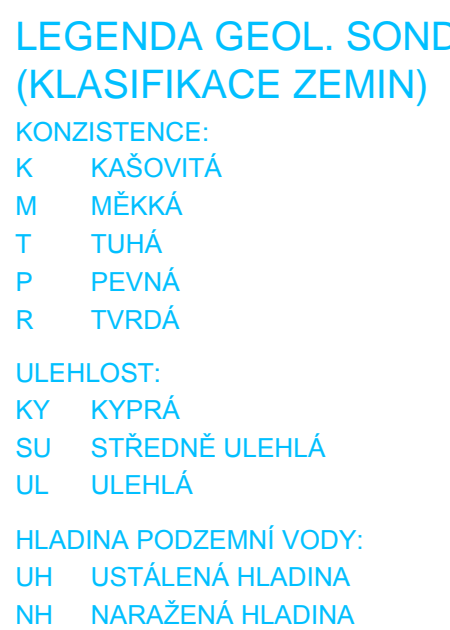 LEGENDA GEOL. SOND
(KLASIFIKACE ZEMIN)
KONZISTENCE:
K KAŠOVITÁ
M MĚKKÁ
T TUHÁ
P PEVNÁ
R TVRDÁ
ULEHLOST:
KY KYPRÁ
SU STŘEDNĚ ULEHLÁ
UL ULEHLÁ
HLADINA PODZEMNÍ VODY:
UH USTÁLENÁ HLADINA
NH NARAŽENÁ HLADINA